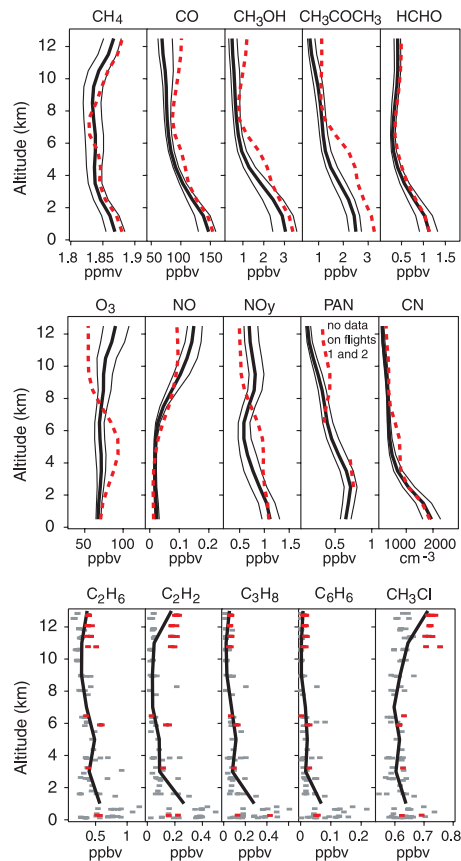 CH4 CO CH3OH CH3COCH3 HCHO
Altitude (km)
12
10
8
6
4
2
0
1.8 1.85 1.9 50 100 150 1 2 3 1 2 3 0.5 1.5
ppmv ppbv ppbv ppbv ppbv
O3 NO NOy PAN CN
no data
on flights
1 and 2
Altitude (km)
12
10
8
6
4
2
0
50 100 0 0.1 0.2 0.5 1.5 0.5 1 1000 2000
ppbv ppbv ppbv ppbv cm-3
C2H6 C2H2 C3H8 C6H6 CH3Cl
Altitude (km)
12
10
8
6
4
2
0
0.5 1 0 0.2 0.4 0 0.2 0.4 0 0.2 0.6 0.7 0.8
ppbv ppbv ppbv ppbv ppbv